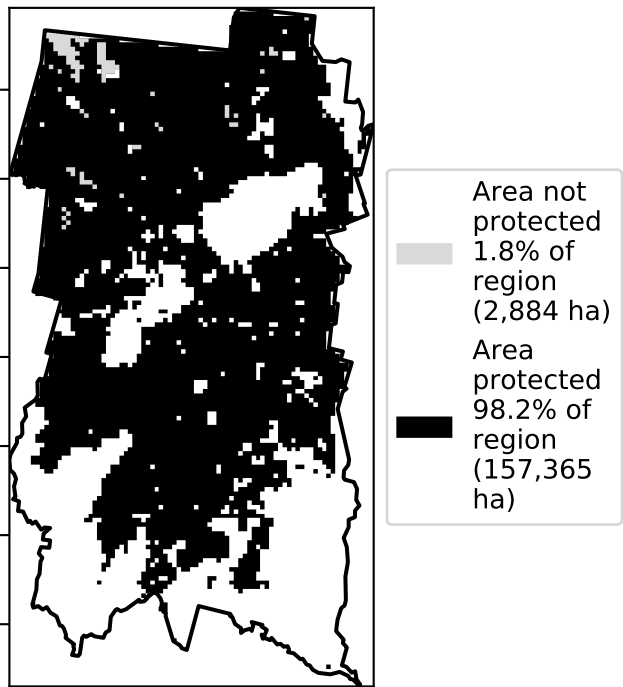 Area not
protected
1.8% of
region
(2,884 ha)
Area
protected
98.2% of
region
(157,365
ha)